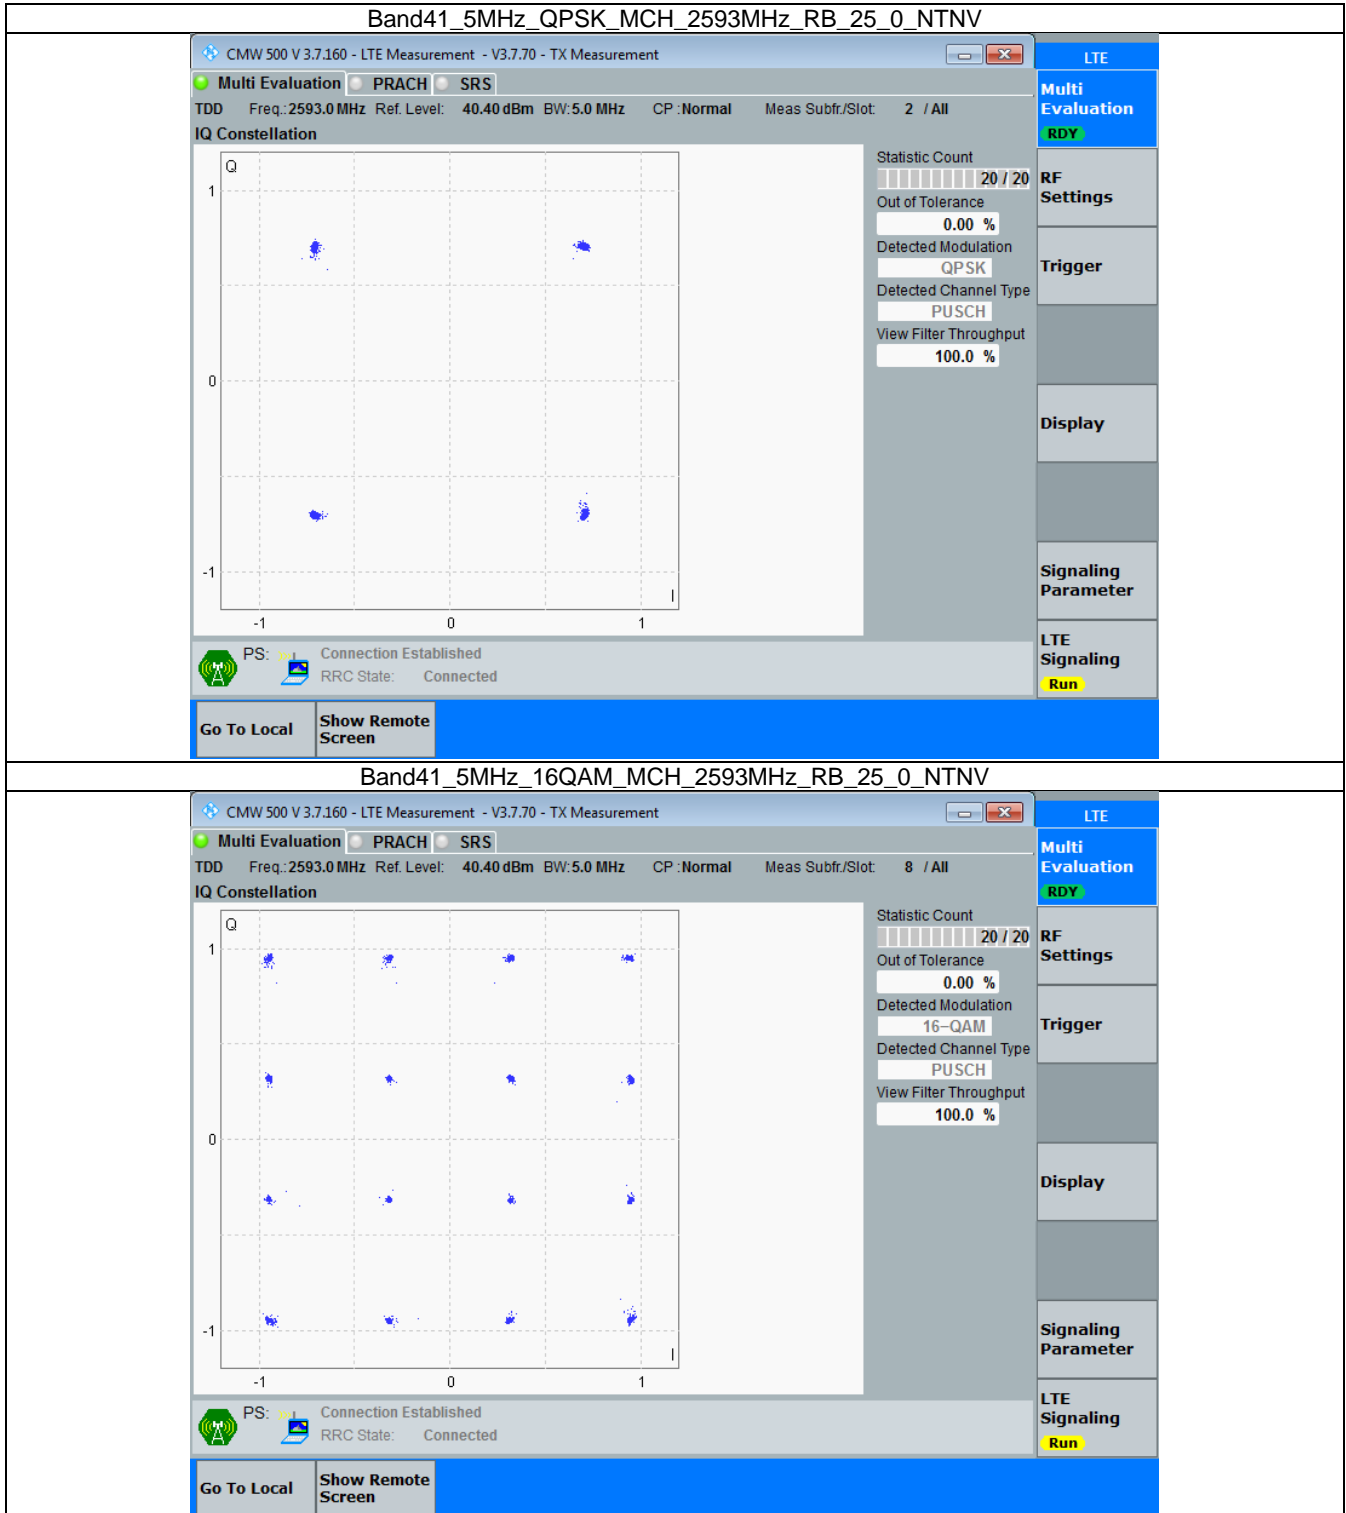 Band41_5MHz_QPSK_MCH_2593MHz_RB_25_0_NTNV
CMW 500 V 3.7.160 - LTE Measurement - V3.7.70 - TX Measurement
LTE
Multi Evaluation PRACH SRS
TDD Freq.: 2593.0 MHz Ref. Level: 40.40 dBm BW: 5.0 MHz CP : Normal Meas Subfr./Slot: 2 / All
IQ Constellation
Q
1
0
-1
I
-1 0 1
Statistic Count
20 / 20
Out of Tolerance
0.00 %
Detected Modulation
QPSK
Detected Channel Type
PUSCH
View Filter Throughput
100.0 %
Multi
Evaluation
RDY
RF
Settings
Trigger
Display
Signaling
Parameter
LTE
Signaling
Run
PS: Connection Established
RRC State: Connected
Go To Local
Show Remote
Screen
Band41_5MHz_16QAM_MCH_2593MHz_RB_25_0_NTNV
CMW 500 V 3.7.160 - LTE Measurement - V3.7.70 - TX Measurement
LTE
Multi Evaluation PRACH SRS
TDD Freq.: 2593.0 MHz Ref. Level: 40.40 dBm BW: 5.0 MHz CP : Normal Meas Subfr./Slot: 8 / All
IQ Constellation
Q
1
0
-1
I
-1 0 1
Statistic Count
20 / 20
Out of Tolerance
0.00 %
Detected Modulation
16-QAM
Detected Channel Type
PUSCH
View Filter Throughput
100.0 %
Multi
Evaluation
RDY
RF
Settings
Trigger
Display
Signaling
Parameter
LTE
Signaling
Run
PS: Connection Established
RRC State: Connected
Go To Local
Show Remote
Screen